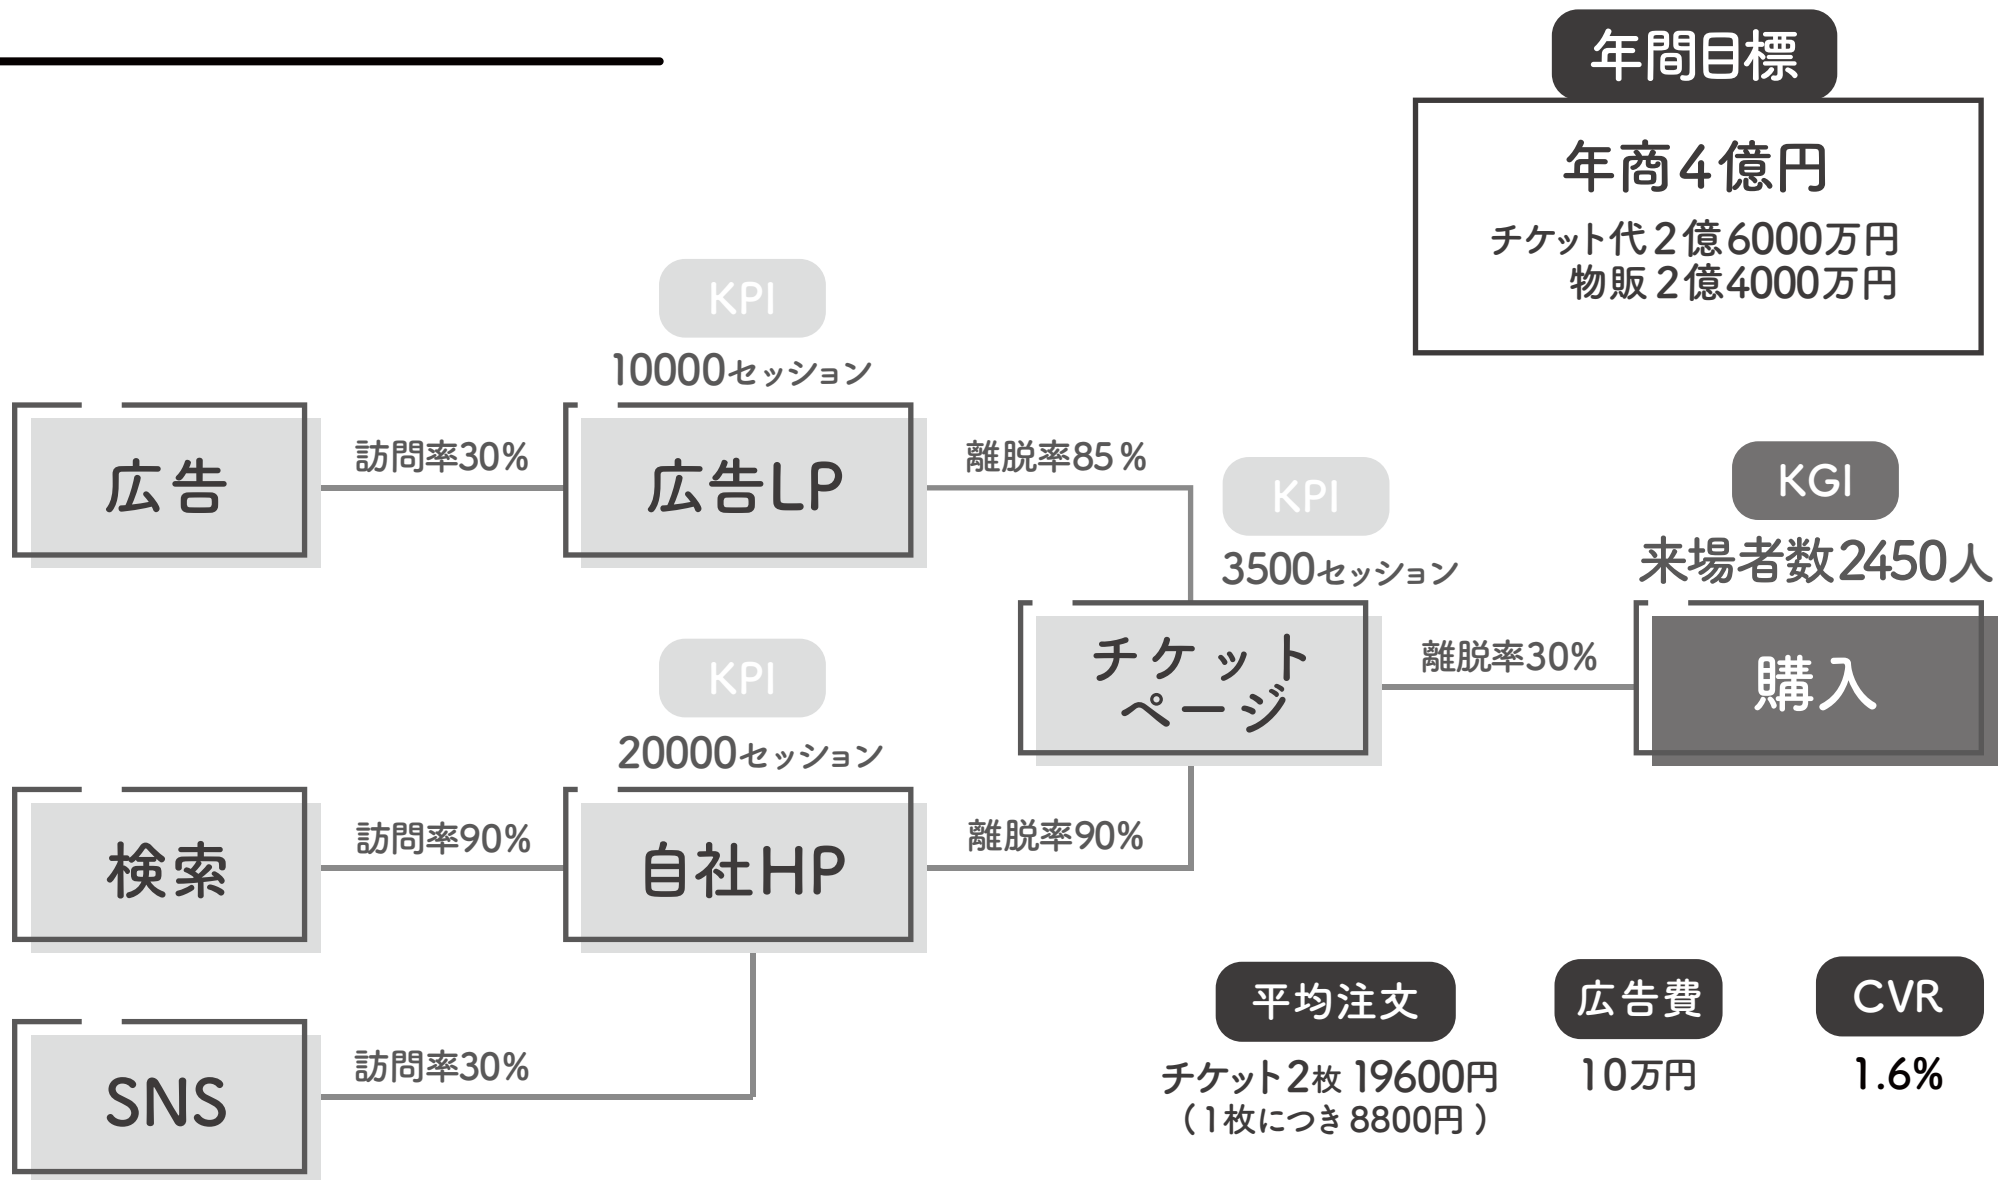 年間目標
年商4億円
チケット代2億6000万円
物販2億4000万円
KPI
10000セッション
広告
訪問率30%
広告LP
離脱率85%
KPI
3500セッション
KGI
来場者数2450人
チケット
ページ
離脱率30%
購入
KPI
20000セッション
検索
訪問率90%
自社HP
離脱率90%
SNS
訪問率30%
平均注文
チケット2枚 19600円
(1枚につき8800円)
広告費
10万円
CVR
1.6%